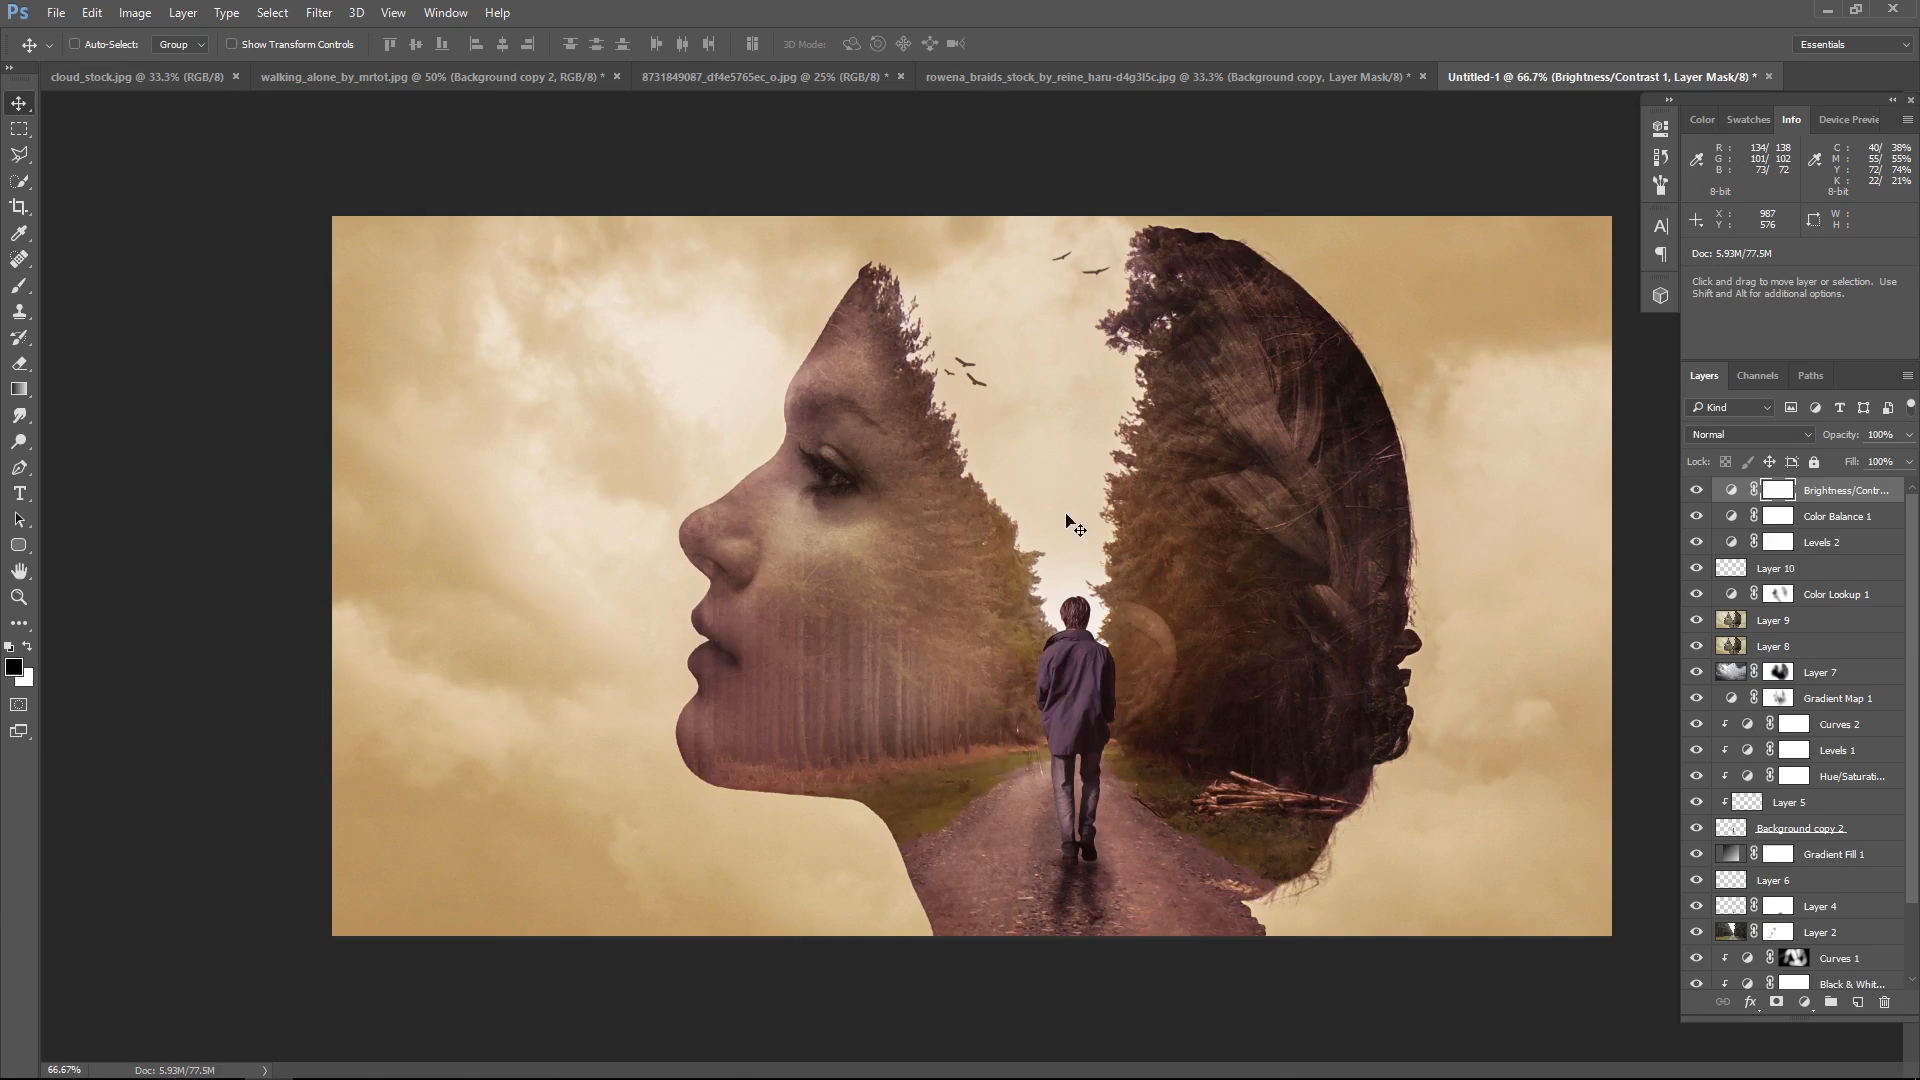 Ps File Edit Image Layer Type Select Filter 3D View Window Help
Auto-Select: Group Show Transform Controls 3D Mode: Essentials
cloud_stock.jpg @ 33.3% (RGB/8) × walking_alone_by_mrtot.jpg @ 50% (Background copy 2, RGB/8) * × 8731849087_df4e5765ec_o.jpg @ 25% (RGB/8) * × rowena_braids_stock_by_reine_haru-d4g3l5c.jpg @ 33.3% (Background copy, Layer Mask/8) * × Untitled-1 @ 66.7% (Brightness/Contrast 1, Layer Mask/8) * ×
Color Swatches Info Device Previe
R : 134/ 138 C : 40/ 38%
G : 101/ 102 M : 55/ 55%
B : 73/ 72 Y : 72/ 74%
K : 22/ 21%
8-bit 8-bit
X : 987 W :
Y : 576 H :
Doc: 5.93M/77.5M
Click and drag to move layer or selection. Use
Shift and Alt for additional options.
Layers Channels Paths
Kind
Normal Opacity: 100%
Lock: Fill: 100%
Brightness/Contr...
Color Balance 1
Levels 2
Layer 10
Color Lookup 1
Layer 9
Layer 8
Layer 7
Gradient Map 1
Curves 2
Levels 1
Hue/Saturati...
Layer 5
Background copy 2
Gradient Fill 1
Layer 6
Layer 4
Layer 2
Curves 1
Black & Whit...
fx
66.67% Doc: 5.93M/77.5M